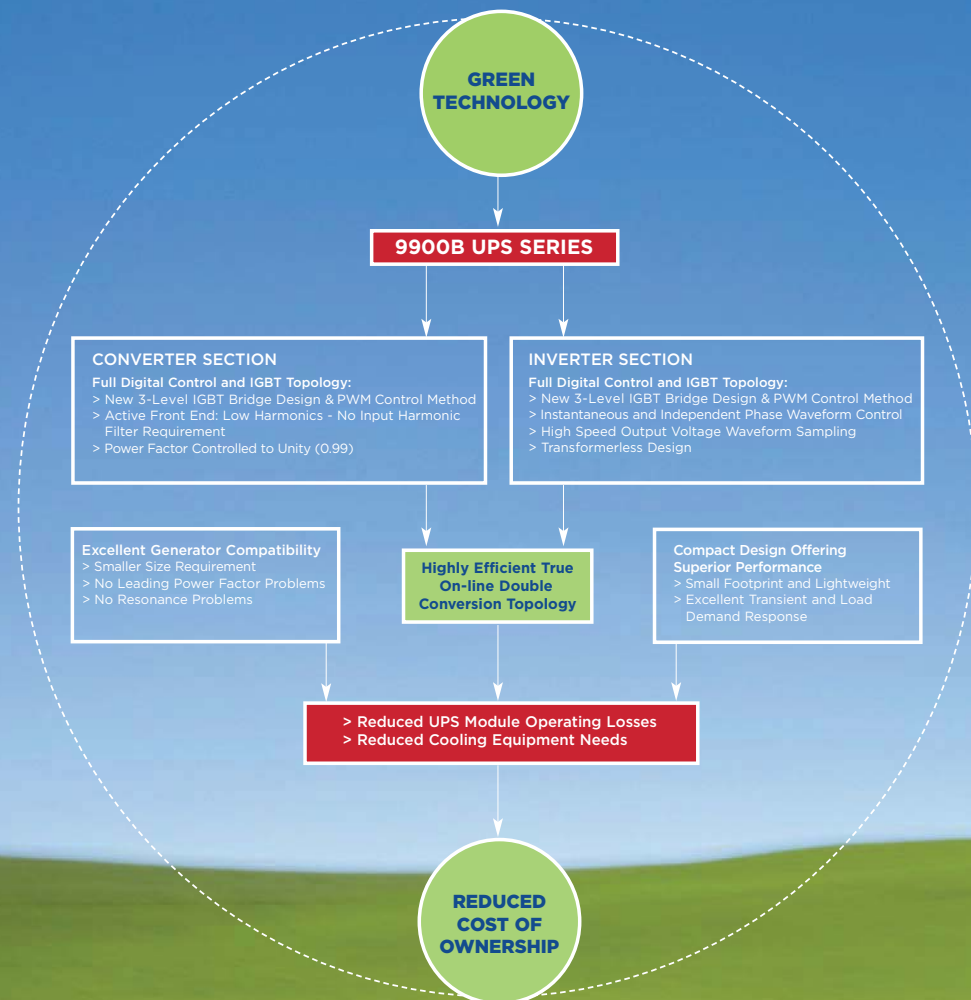 GREEN
TECHNOLOGY
9900B UPS SERIES
CONVERTER SECTION
Full Digital Control and IGBT Topology:
> New 3-Level IGBT Bridge Design & PWM Control Method
> Active Front End: Low Harmonics - No Input Harmonic
Filter Requirement
> Power Factor Controlled to Unity (0.99)
INVERTER SECTION
Full Digital Control and IGBT Topology:
> New 3-Level IGBT Bridge Design & PWM Control Method
> Instantaneous and Independent Phase Waveform Control
> High Speed Output Voltage Waveform Sampling
> Transformerless Design
Excellent Generator Compatibility
> Smaller Size Requirement
> No Leading Power Factor Problems
> No Resonance Problems
Highly Efficient True
On-line Double
Conversion Topology
Compact Design Offering
Superior Performance
> Small Footprint and Lightweight
> Excellent Transient and Load
Demand Response
> Reduced UPS Module Operating Losses
> Reduced Cooling Equipment Needs
REDUCED
COST OF
OWNERSHIP